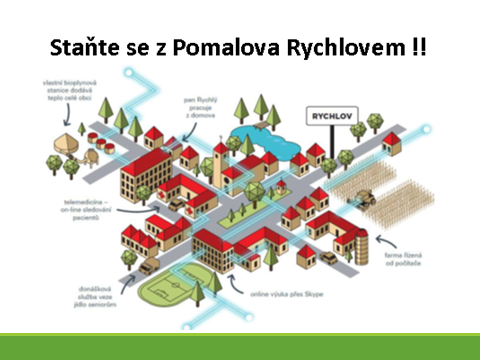 Staňte se z Pomalova Rychlovem !!
vlastní bioplynová
stanice dodává
teplo celé obci
pan Rychlý
pracuje
z domova
RYCHLOV
telemedicína –
on-line sledování
pacientů
farma řízená
od počítače
donášková
služba veze
jídlo seniorům
online výuka přes Skype